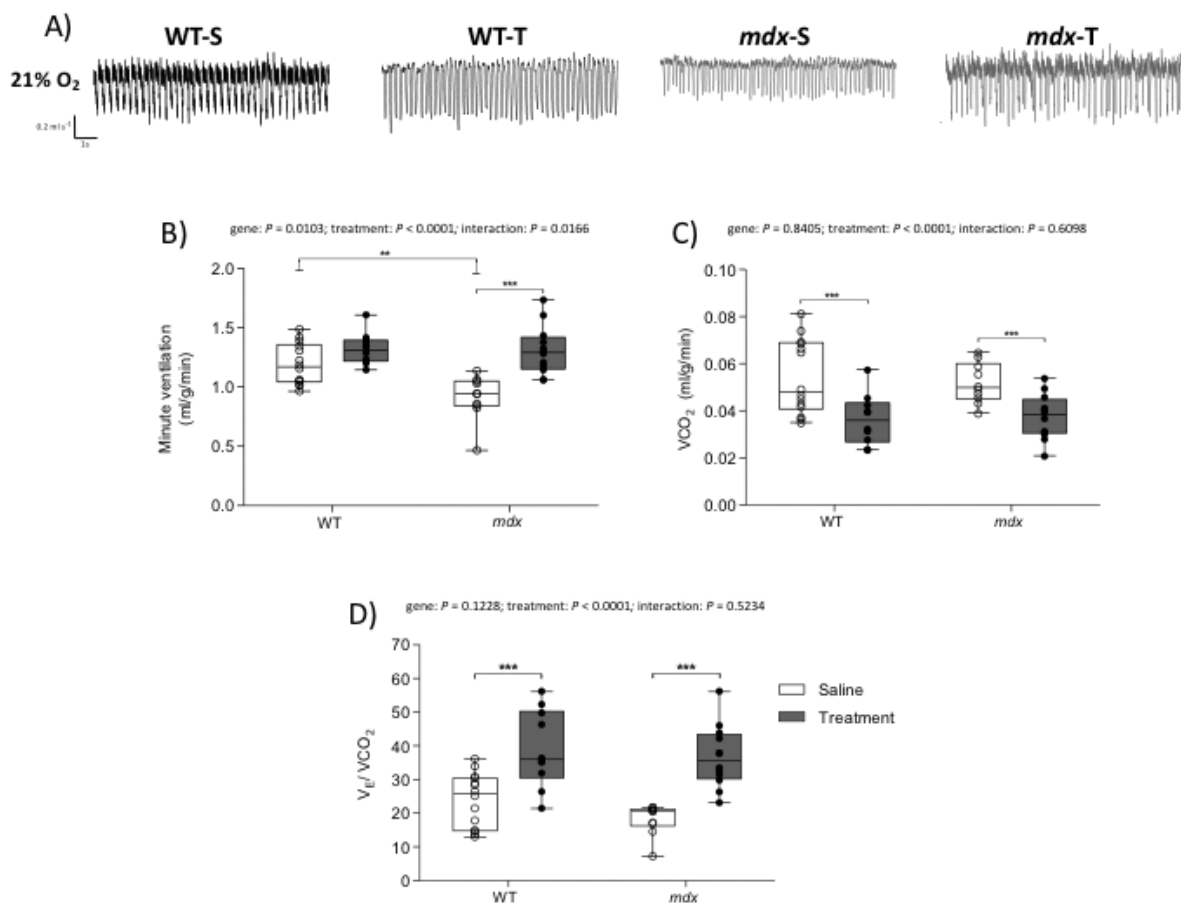 A)
WT-S WT-T mdx-S mdx-T
21% O₂
0.2 ml s⁻¹
1s
B) gene: P = 0.0103; treatment: P < 0.0001; interaction: P = 0.0166
**
***
2.0
1.5
1.0
0.5
0.0
Minute ventilation
(ml/g/min)
WT mdx
C) gene: P = 0.8405; treatment: P < 0.0001; interaction: P = 0.6098
***
***
0.10
0.08
0.06
0.04
0.02
0.00
VCO₂ (ml/g/min)
WT mdx
D) gene: P = 0.1228; treatment: P < 0.0001; interaction: P = 0.5234
*** ***
70
60
50
40
30
20
10
0
V_E/ VCO₂
WT mdx
Saline
Treatment